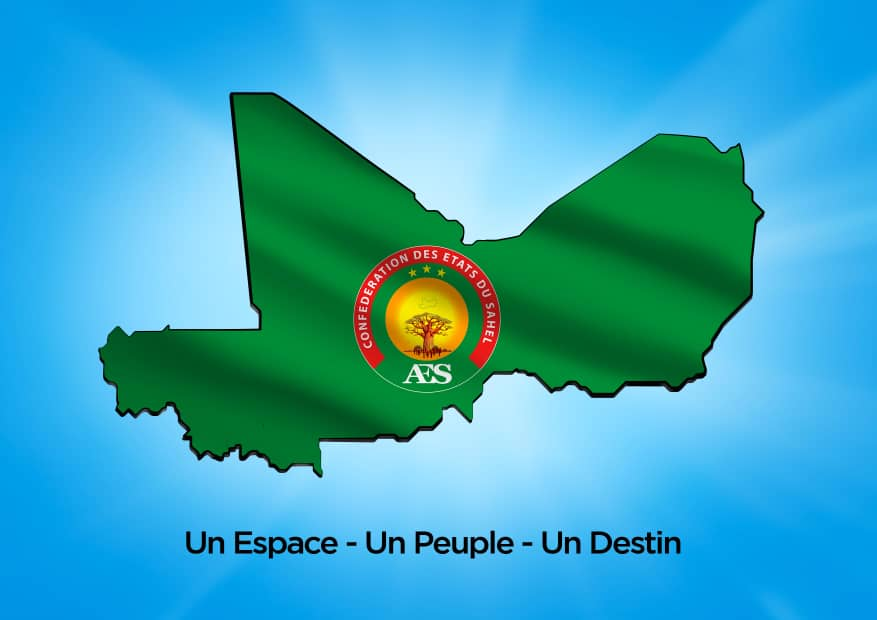 CONFEDERATION DES ETATS DU SAHEL
AES
Un Espace - Un Peuple - Un Destin